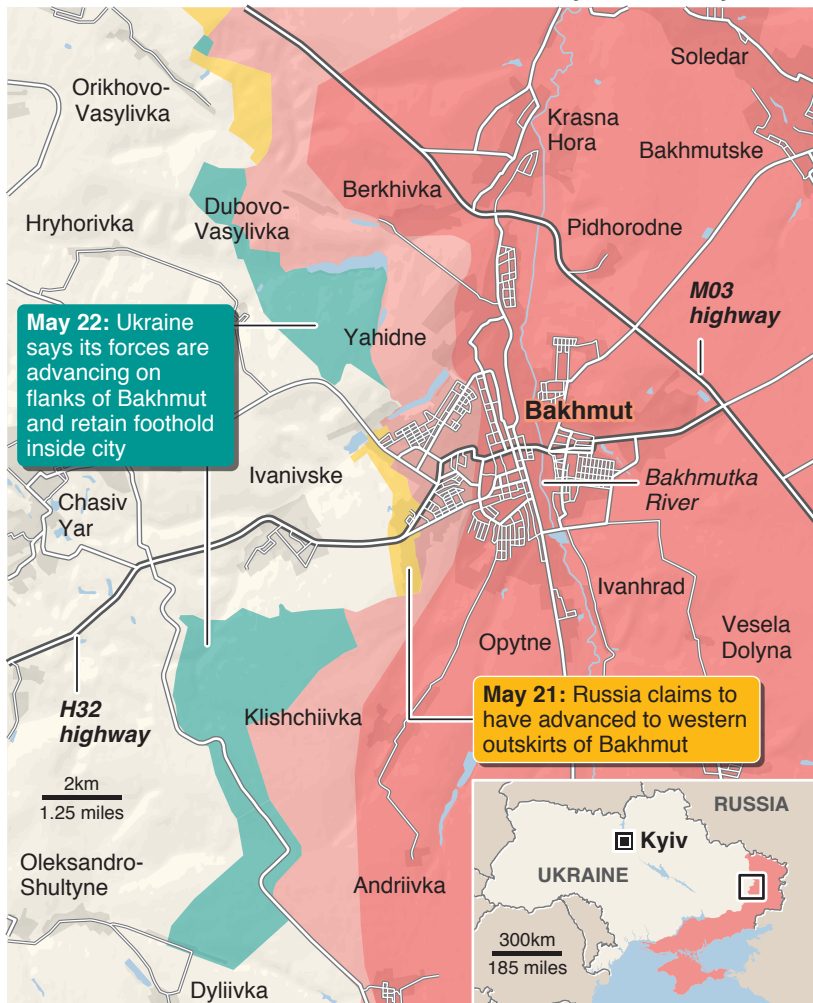 Soledar
Orikhovo-
Vasylivka
Krasna
Hora
Bakhmutske
Berkhivka
Dubovo-
Vasylivka
Hryhorivka
Pidhorodne
M03
highway
May 22: Ukraine
says its forces are
advancing on
flanks of Bakhmut
and retain foothold
inside city
Yahidne
Bakhmut
Ivanivske
Bakhmutka
River
Chasiv
Yar
Ivanhrad
Opytne
Vesela
Dolyna
H32
highway
Klishchiivka
May 21: Russia claims to
have advanced to western
outskirts of Bakhmut
2km
1.25 miles
Oleksandro-
Shultyne
Andriivka
Dyliivka
RUSSIA
Kyiv
UKRAINE
300km
185 miles